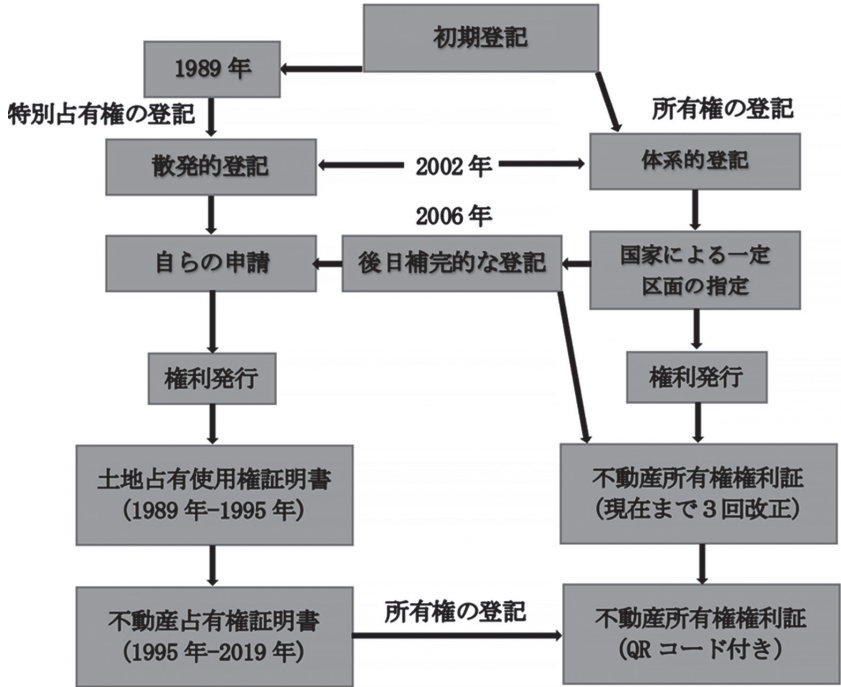 初期登記
1989 年
特別占有権の登記
所有権の登記
散発的登記
2002 年
体系的登記
2006 年
自らの申請
後日補完的な登記
国家による一定
区画の指定
権利発行
権利発行
土地占有使用権証明書
(1989 年-1995 年)
不動産所有権権利証
(現在まで３回改正)
不動産占有権証明書
(1995 年-2019 年)
所有権の登記
不動産所有権権利証
(QR コード付き)